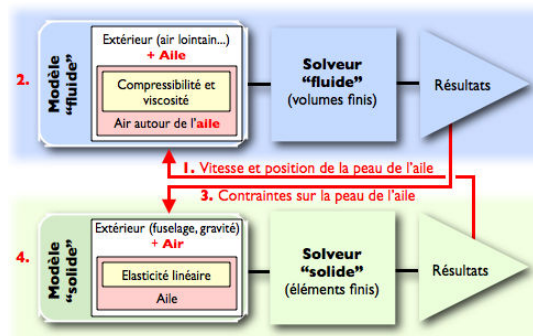 2.
Modèle
“fluide”
Extérieur (air lointain...)
+ Aile
Compressibilité et
viscosité
Air autour de l'aile
Solveur
“fluide”
(volumes finis)
Résultats
1. Vitesse et position de la peau de l'aile
3. Contraintes sur la peau de l'aile
4.
Modèle
“solide”
Extérieur (fuselage, gravité)
+ Air
Elasticité linéaire
Aile
Solveur
“solide”
(éléments finis)
Résultats